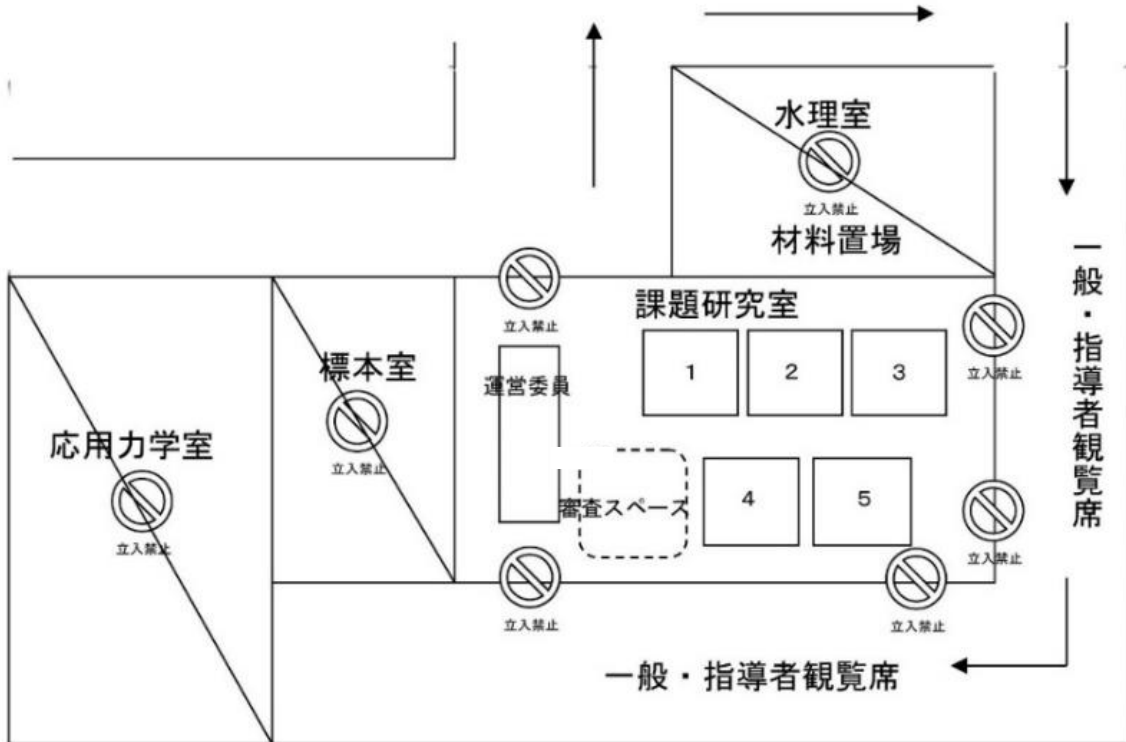 水理室
立入禁止
材料置場
立入禁止
課題研究室
立入禁止
1
2
3
運営委員
標本室
立入禁止
応用力学室
立入禁止
審査スペース
4
5
立入禁止
立入禁止
立入禁止
一般・指導者観覧席
一般・指導者観覧席